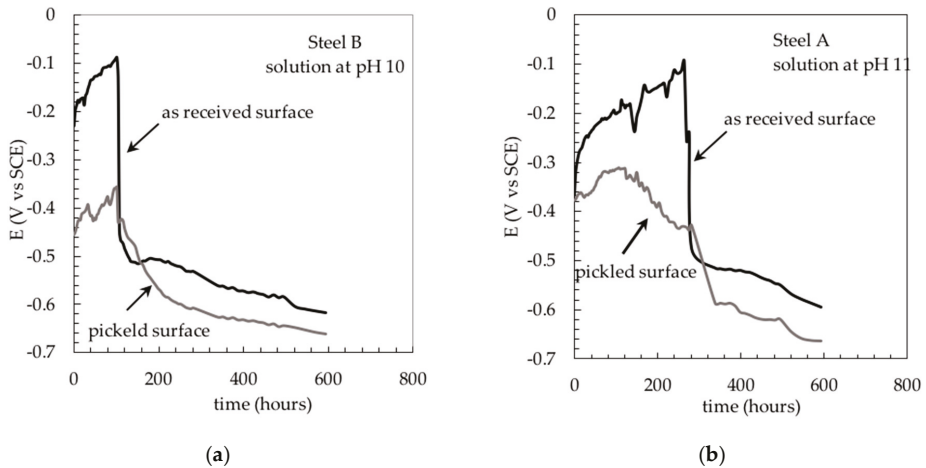 0
-0.1
-0.2
-0.3
-0.4
-0.5
-0.6
-0.7
E (V vs SCE)
Steel B
solution at pH 10
as received surface
pickeld surface
0
200
400
600
800
time (hours)
(a)
0
-0.1
-0.2
-0.3
-0.4
-0.5
-0.6
-0.7
E (V vs SCE)
Steel A
solution at pH 11
as received surface
pickled surface
0
200
400
600
800
time (hours)
(b)